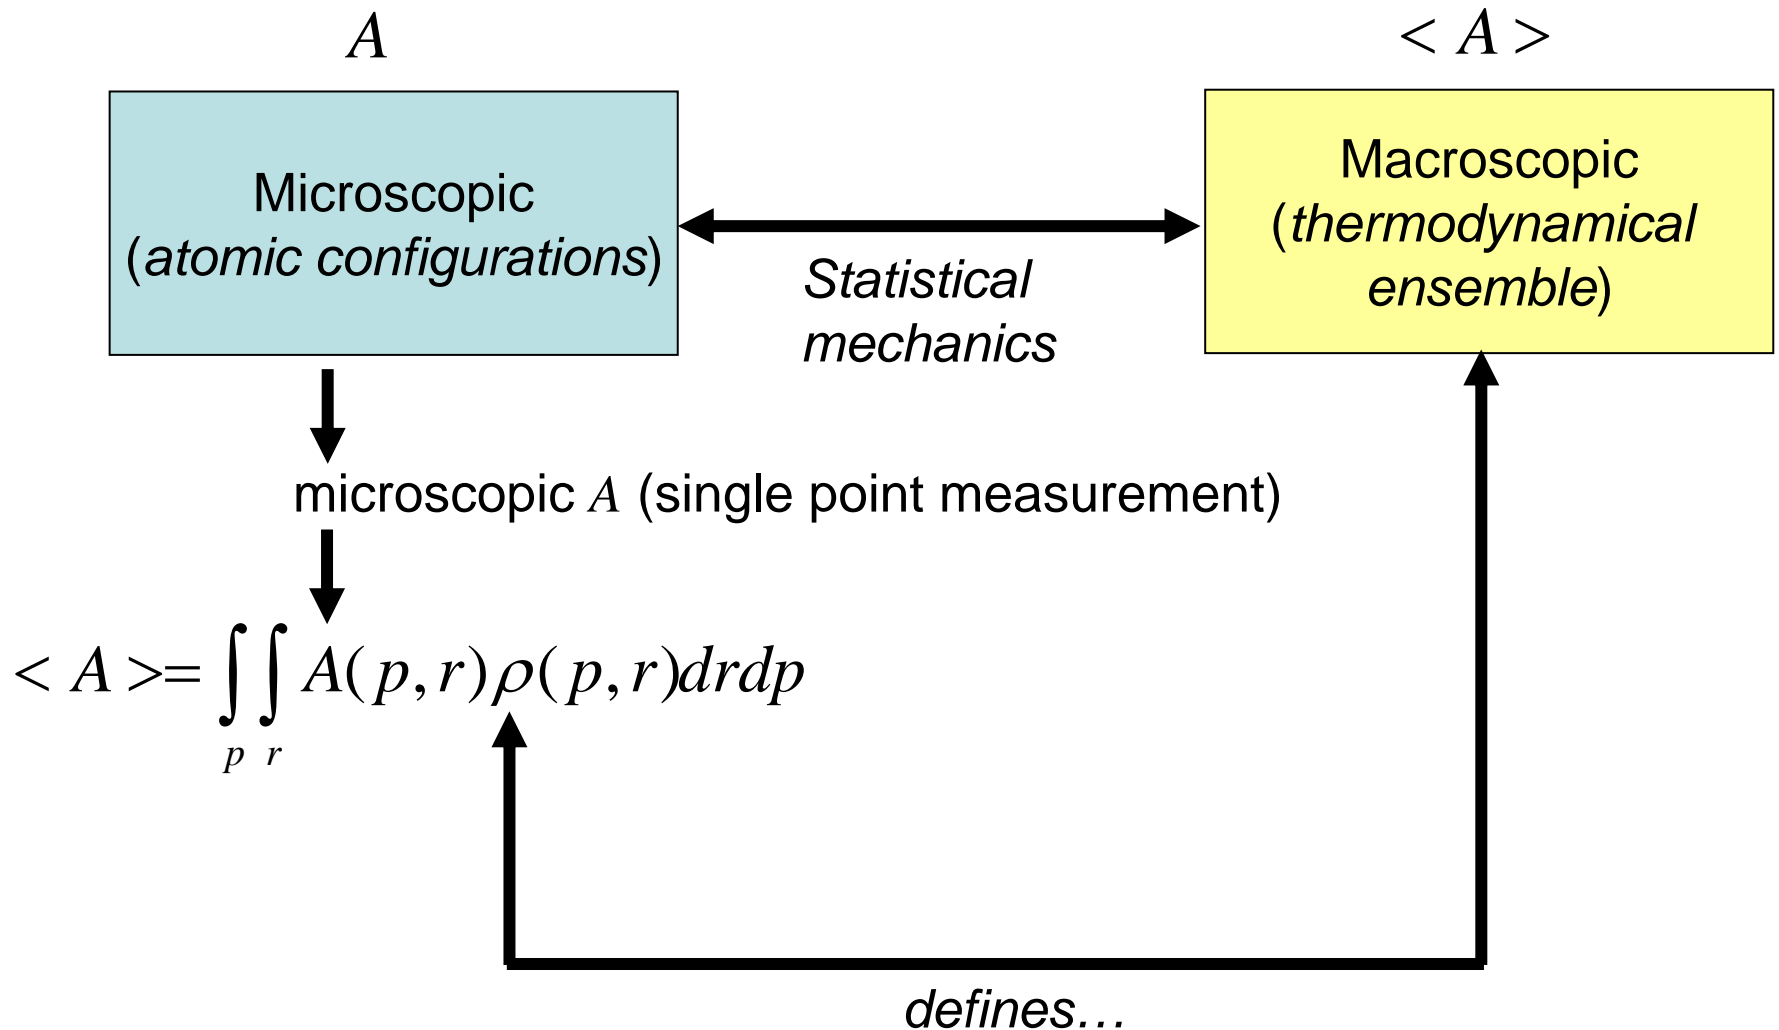 A
< A >
Microscopic
(atomic configurations)
Macroscopic
(thermodynamical
ensemble)
Statistical
mechanics
microscopic A (single point measurement)
< A >= ∫∫ A(p, r)ρ(p, r)drdp
p r
defines…